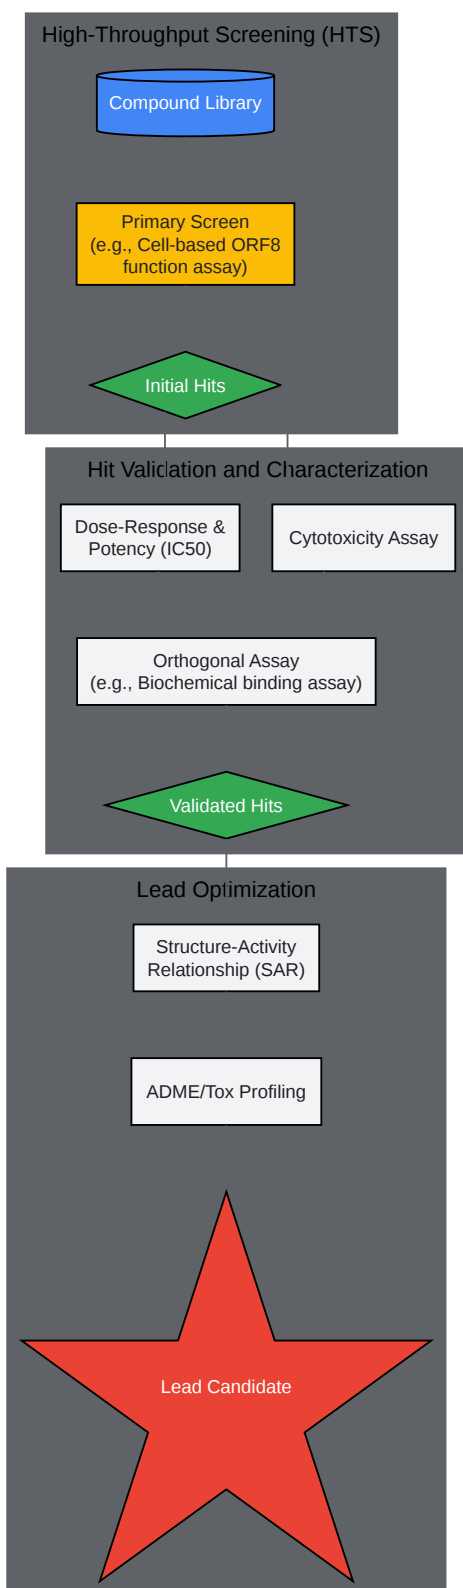 High-Throughput Screening (HTS)
Compound Library
Primary Screen
(e.g., Cell-based ORF8
function assay)
Initial Hits
Hit Validation and Characterization
Dose-Response &
Potency (IC50)
Cytotoxicity Assay
Orthogonal Assay
(e.g., Biochemical binding assay)
Validated Hits
Lead Optimization
Structure-Activity
Relationship (SAR)
ADME/Tox Profiling
Lead Candidate